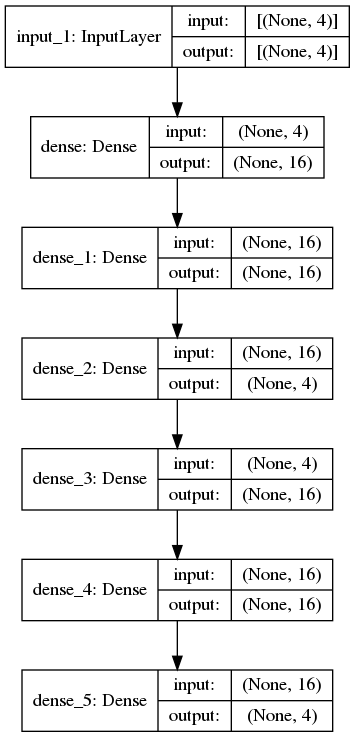 input_1: InputLayer
input: [(None, 4)]
output: [(None, 4)]
dense: Dense
input: (None, 4)
output: (None, 16)
dense_1: Dense
input: (None, 16)
output: (None, 16)
dense_2: Dense
input: (None, 16)
output: (None, 4)
dense_3: Dense
input: (None, 4)
output: (None, 16)
dense_4: Dense
input: (None, 16)
output: (None, 16)
dense_5: Dense
input: (None, 16)
output: (None, 4)